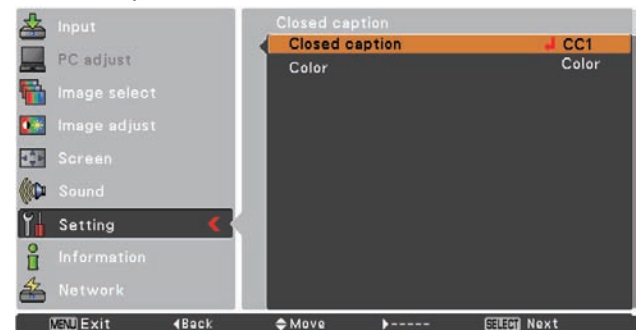 Input
PC adjust
Image select
Image adjust
Screen
Sound
Setting
Information
Network
Closed caption
Closed caption CC1
Color Color
MENU Exit Back Move ----- SELECT Next